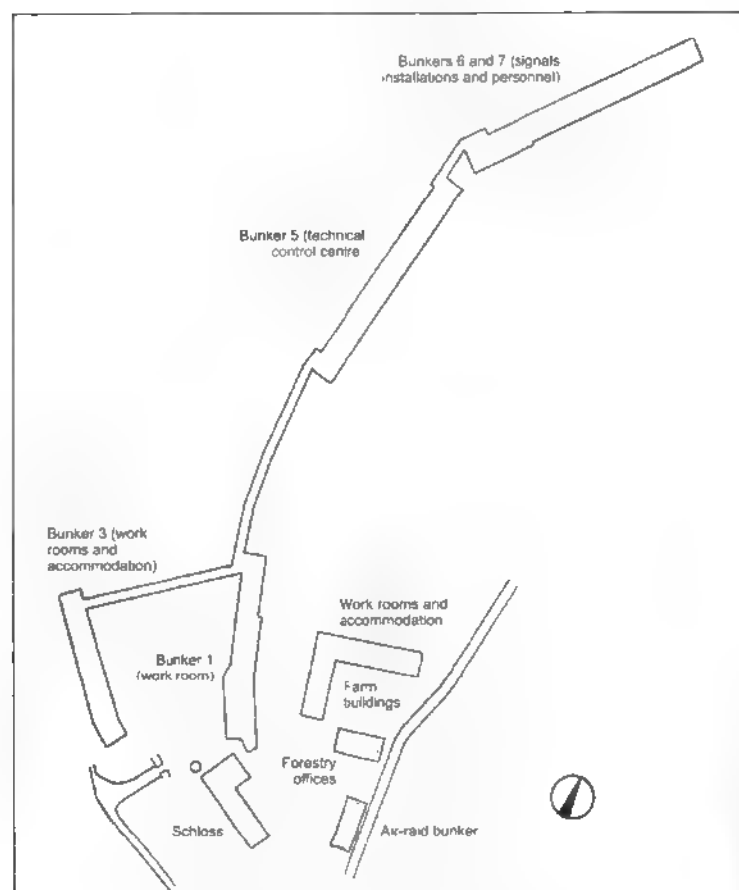 Bunkers 6 and 7 (signals
installations and personnel)
Bunker 5 (technical
control centre
Bunker 3 (work
rooms and
accommodation)
Work rooms and
accommodation
Bunker 1
(work room)
Farm
buildings
Forestry
offices
Schloss
Air-raid bunker